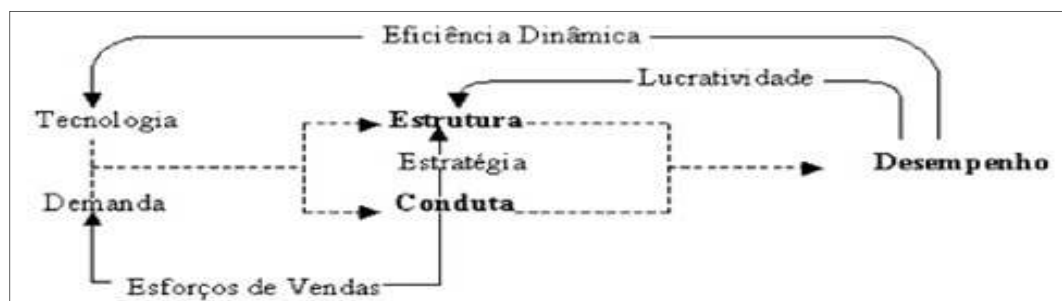 Eficiência Dinâmica
Lucratividade
Tecnologia
Estrutura
Estratégia
Desempenho
Demanda
Conduta
Esforços de Vendas